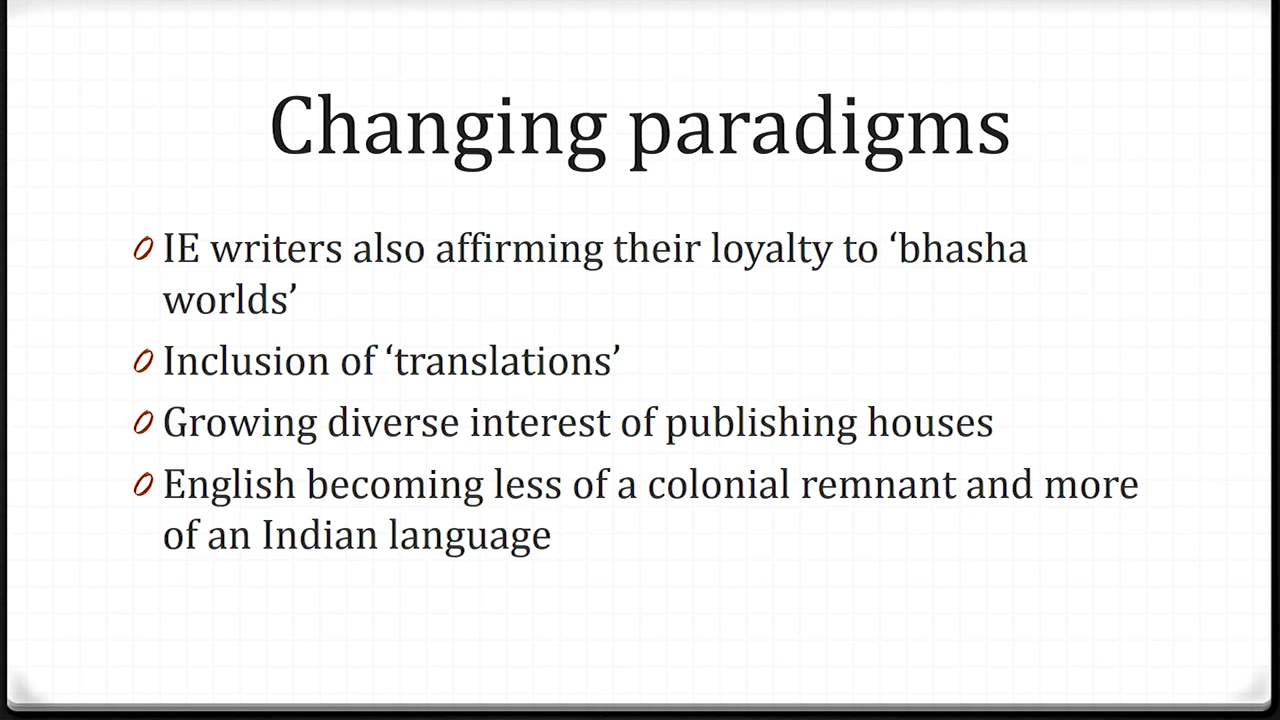 Changing paradigms
IE writers also affirming their loyalty to ‘bhasha
worlds’
Inclusion of ‘translations’
Growing diverse interest of publishing houses
English becoming less of a colonial remnant and more
of an Indian language